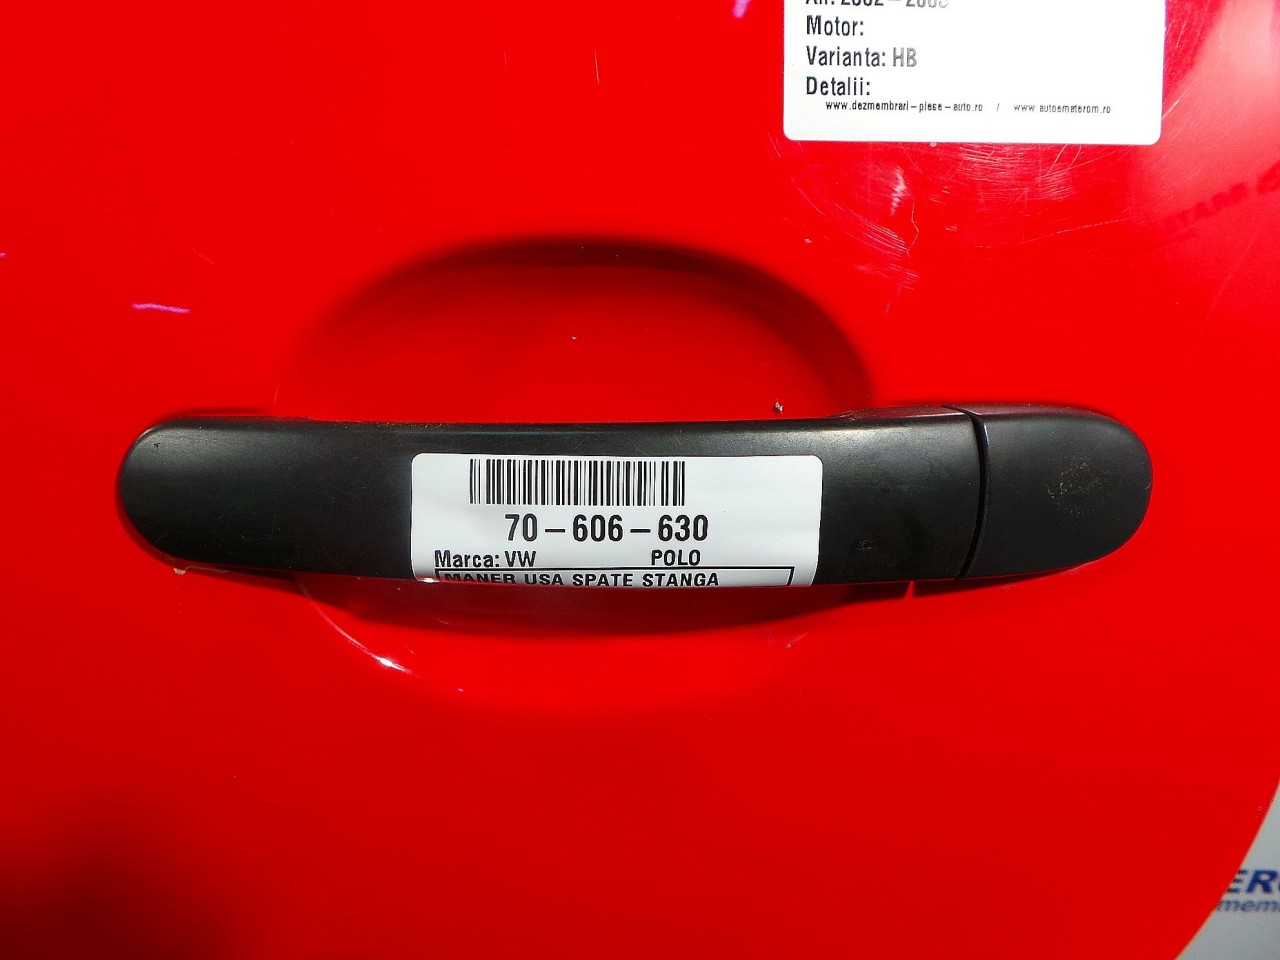 Motor:
Varianta: HB
Detalii:
www.dezmembrari-piese-auto.ro / www.autoematerom.ro
70-606-630
Marca: VW POLO
MANER USA SPATE STANGA